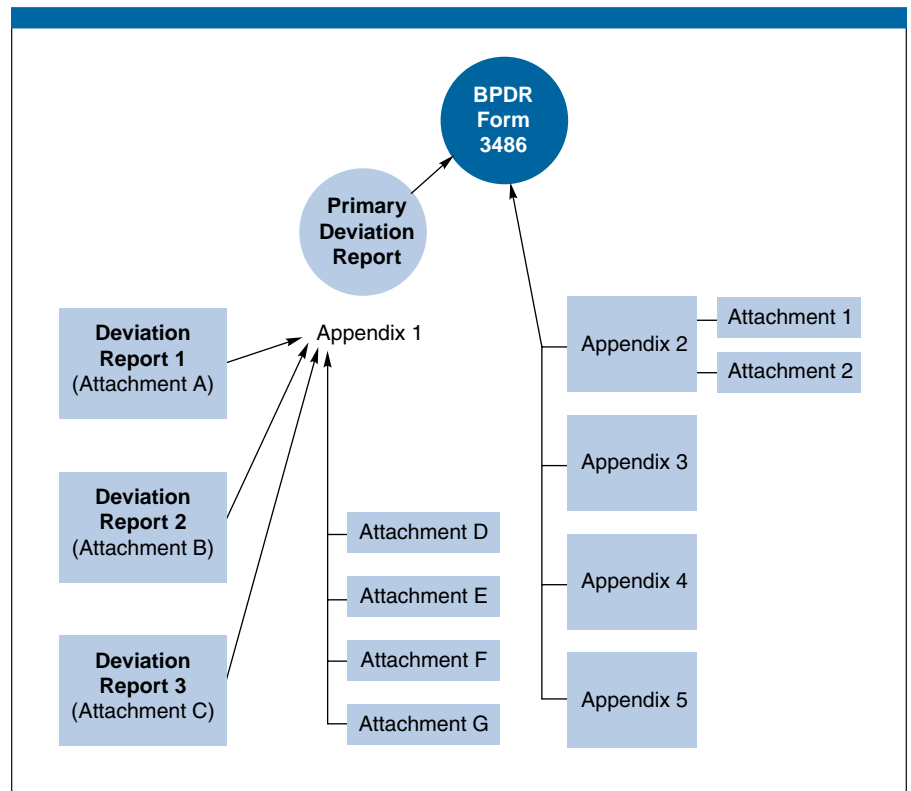 BPDR
Form
3486
Primary
Deviation
Report
Appendix 1
Deviation
Report 1
(Attachment A)
Deviation
Report 2
(Attachment B)
Deviation
Report 3
(Attachment C)
Attachment D
Attachment E
Attachment F
Attachment G
Appendix 2
Attachment 1
Attachment 2
Appendix 3
Appendix 4
Appendix 5